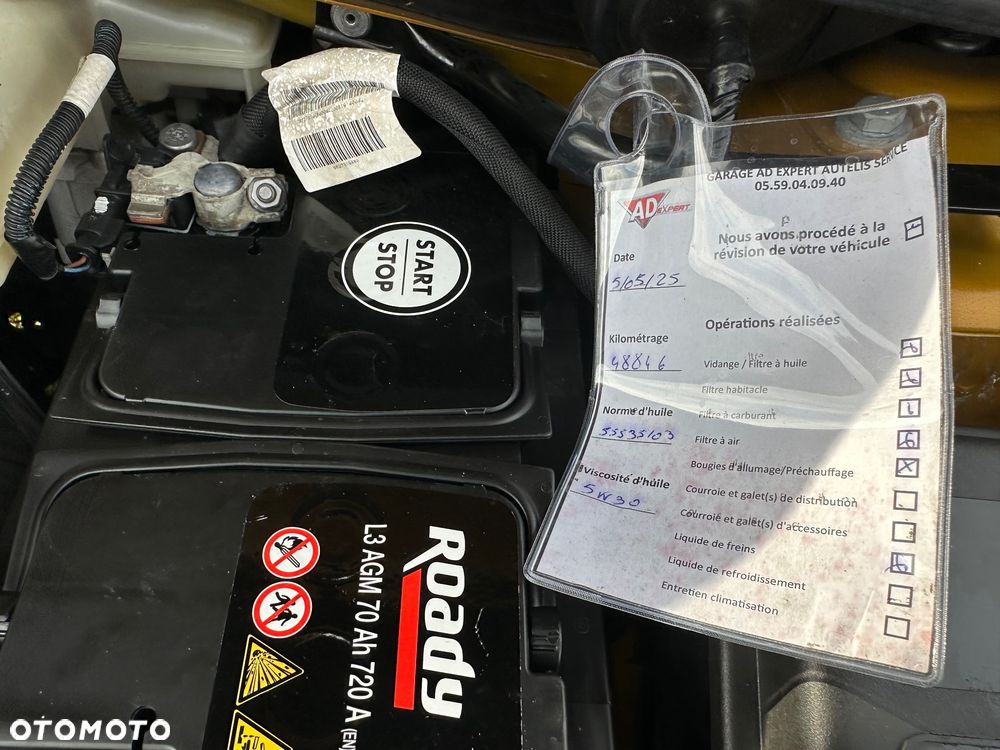 START
STOP
Roady
L3 AGM 70 Ah 720 A (EN
GARAGE AD EXPERT AUTELIS SERVICE
05.59.04.09.40
AD EXPERT
Nous avons procédé à la
révision de votre véhicule
Date
5/05/25
Opérations réalisées
Kilométrage
48846
Vidange / Filtre à huile
Filtre habitacle
Norme d'huile
Filtre à carburant
Filtre à air
Viscosité d'huile
5W30
Bougies d'allumage/Préchauffage
Courroie et galet(s) de distribution
Courroie et galet(s) d'accessoires
Liquide de freins
Liquide de refroidissement
Entretien climatisation
OTOMOTO